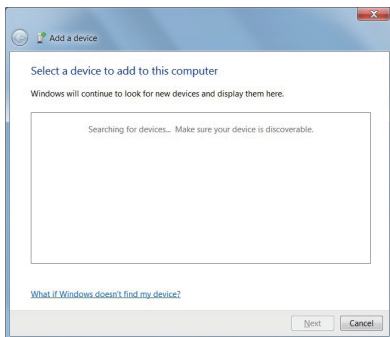 Add a device
Select a device to add to this computer
Windows will continue to look for new devices and display them here.
Searching for devices... Make sure your device is discoverable.
What if Windows doesn't find my device?
Next Cancel